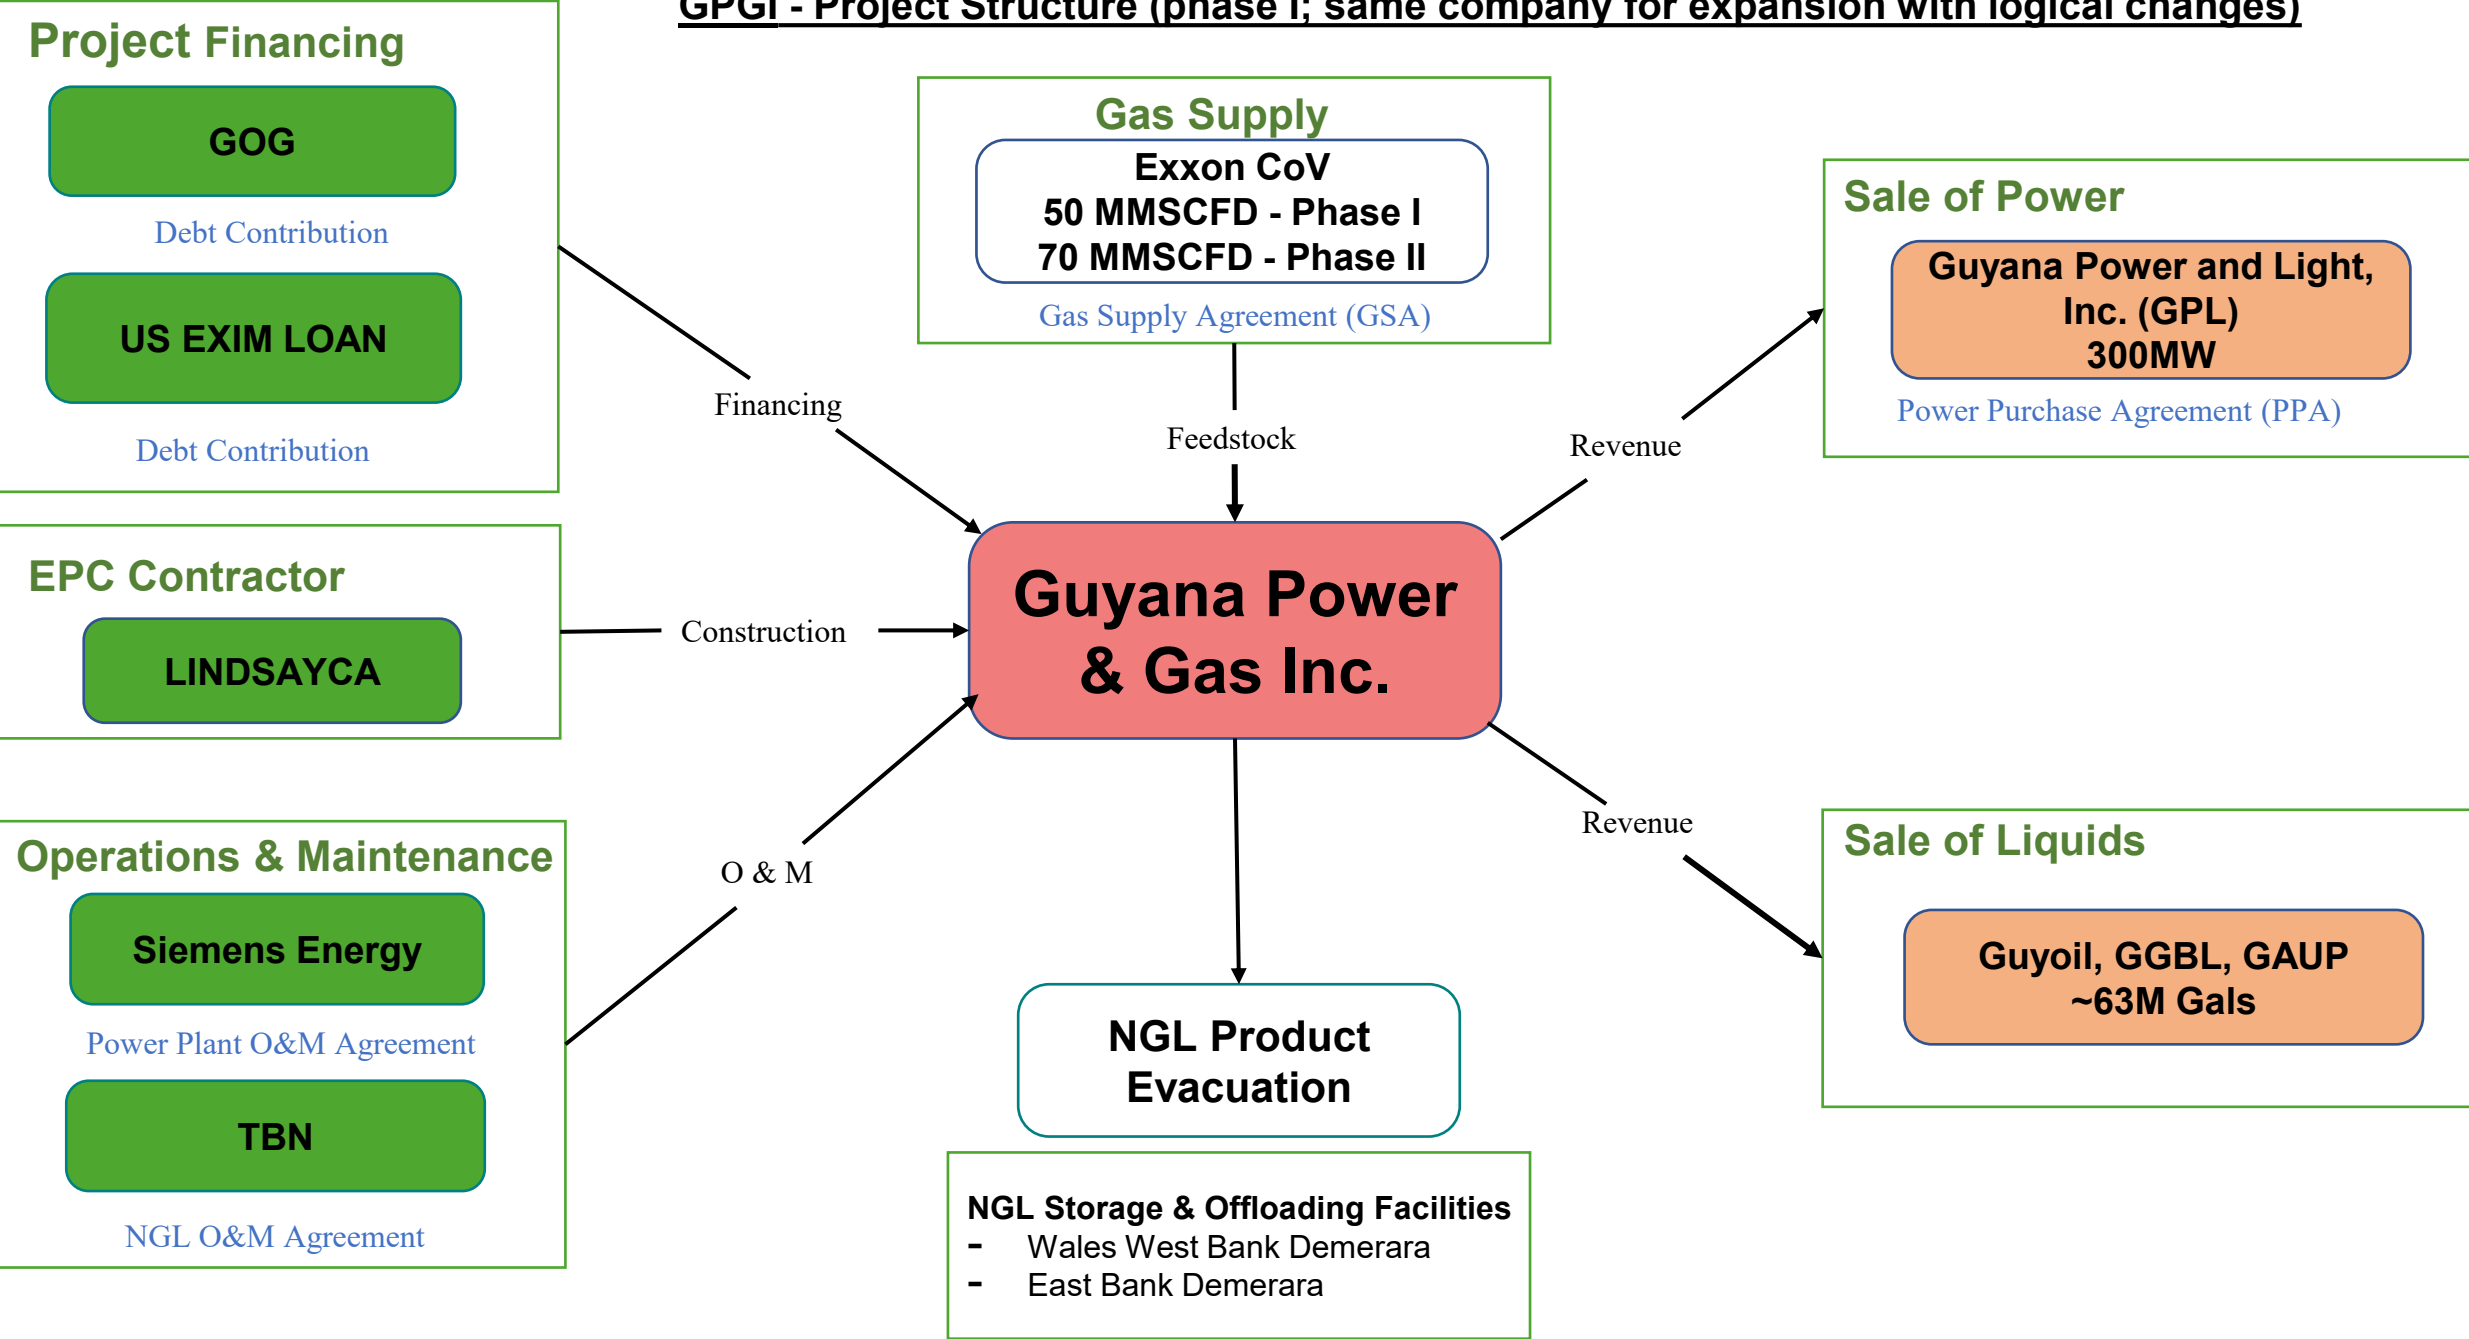 GPGI - Project Structure (phase I; same company for expansion with logical changes)
Project Financing
GOG
Debt Contribution
US EXIM LOAN
Debt Contribution
Financing
Gas Supply
Exxon CoV
50 MMSCFD - Phase I
70 MMSCFD - Phase II
Gas Supply Agreement (GSA)
Feedstock
Sale of Power
Guyana Power and Light,
Inc. (GPL)
300MW
Power Purchase Agreement (PPA)
Revenue
EPC Contractor
LINDSAYCA
Construction
Guyana Power
& Gas Inc.
Operations & Maintenance
Siemens Energy
Power Plant O&M Agreement
TBN
NGL O&M Agreement
O & M
Revenue
Sale of Liquids
Guyoil, GGBL, GAUP
~63M Gals
NGL Product
Evacuation
NGL Storage & Offloading Facilities
- Wales West Bank Demerara
- East Bank Demerara